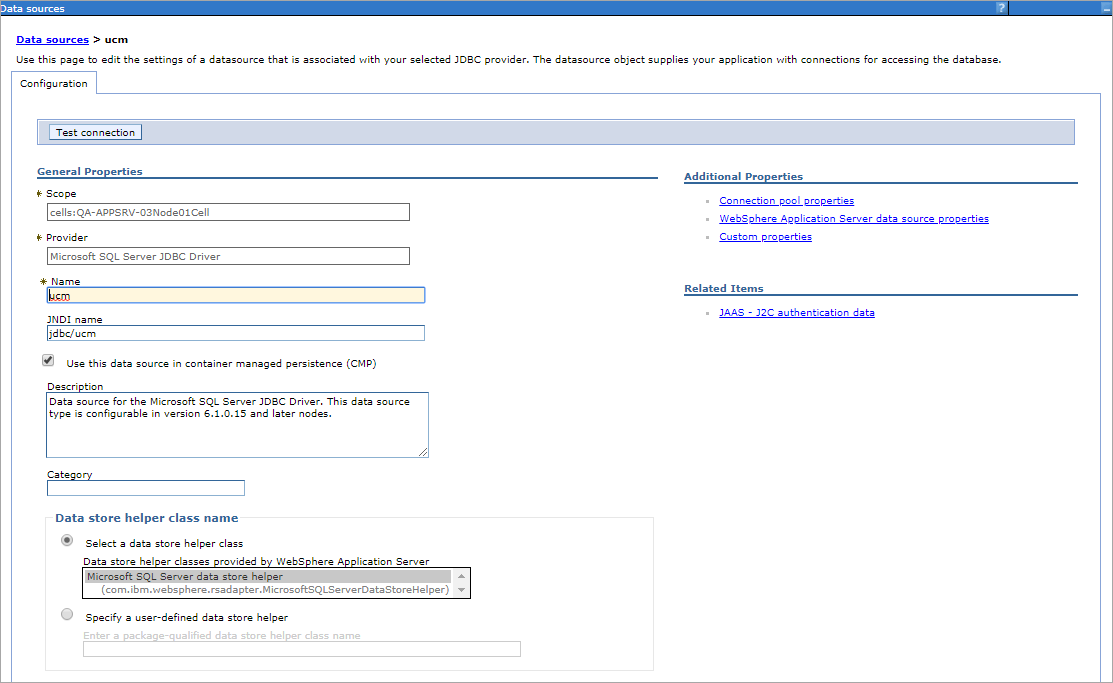 Data sources
?
Data sources > ucm
Use this page to edit the settings of a datasource that is associated with your selected JDBC provider. The datasource object supplies your application with connections for accessing the database.
Configuration
Test connection
General Properties
* Scope
cells:QA-APPSRV-03Node01Cell
* Provider
Microsoft SQL Server JDBC Driver
* Name
ucm
JNDI name
jdbc/ucm
Use this data source in container managed persistence (CMP)
Description
Data source for the Microsoft SQL Server JDBC Driver. This data source
type is configurable in version 6.1.0.15 and later nodes.
Category
Data store helper class name
Select a data store helper class
Data store helper classes provided by WebSphere Application Server
Microsoft SQL Server data store helper
(com.ibm.websphere.rsadapter.MicrosoftSQLServerDataStoreHelper)
Specify a user-defined data store helper
Enter a package-qualified data store helper class name
Additional Properties
Connection pool properties
WebSphere Application Server data source properties
Custom properties
Related Items
JAAS - J2C authentication data